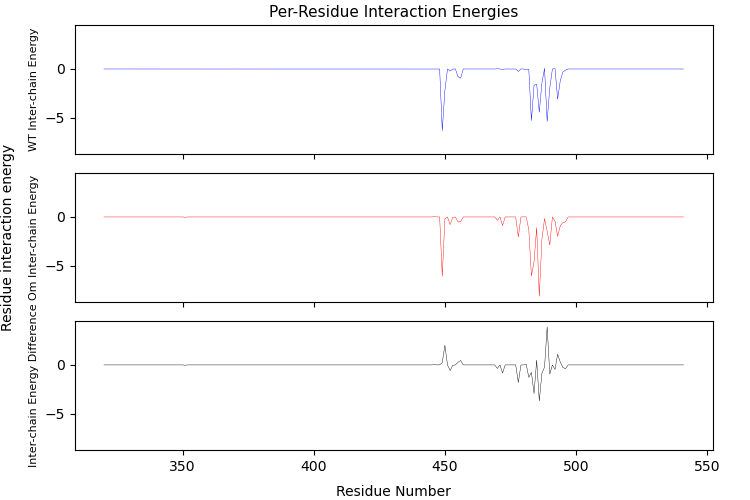 Per-Residue Interaction Energies
Residue interaction energy
WT Inter-chain Energy
0
−5
Om Inter-chain Energy
0
−5
Inter-chain Energy Difference
0
−5
350
400
450
500
550
Residue Number